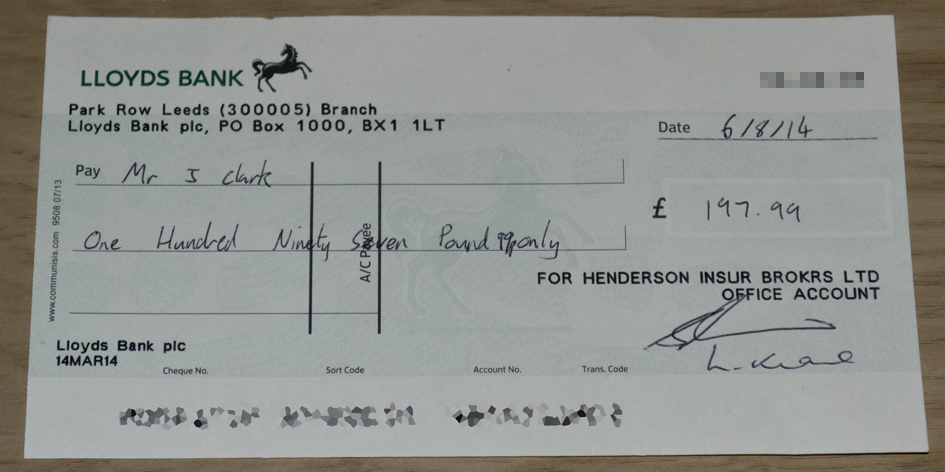 LLOYDS BANK
Park Row Leeds (300005) Branch
Lloyds Bank plc, PO Box 1000, BX1 1LT
Date 6/8/14
Pay Mr J Clark
£ 197.99
One Hundred Ninety Seven Pound 99p only
A/C Payee
www.communisis.com 9508 07/13
FOR HENDERSON INSUR BROKRS LTD
OFFICE ACCOUNT
Lloyds Bank plc
14MAR14
Cheque No. Sort Code Account No. Trans. Code